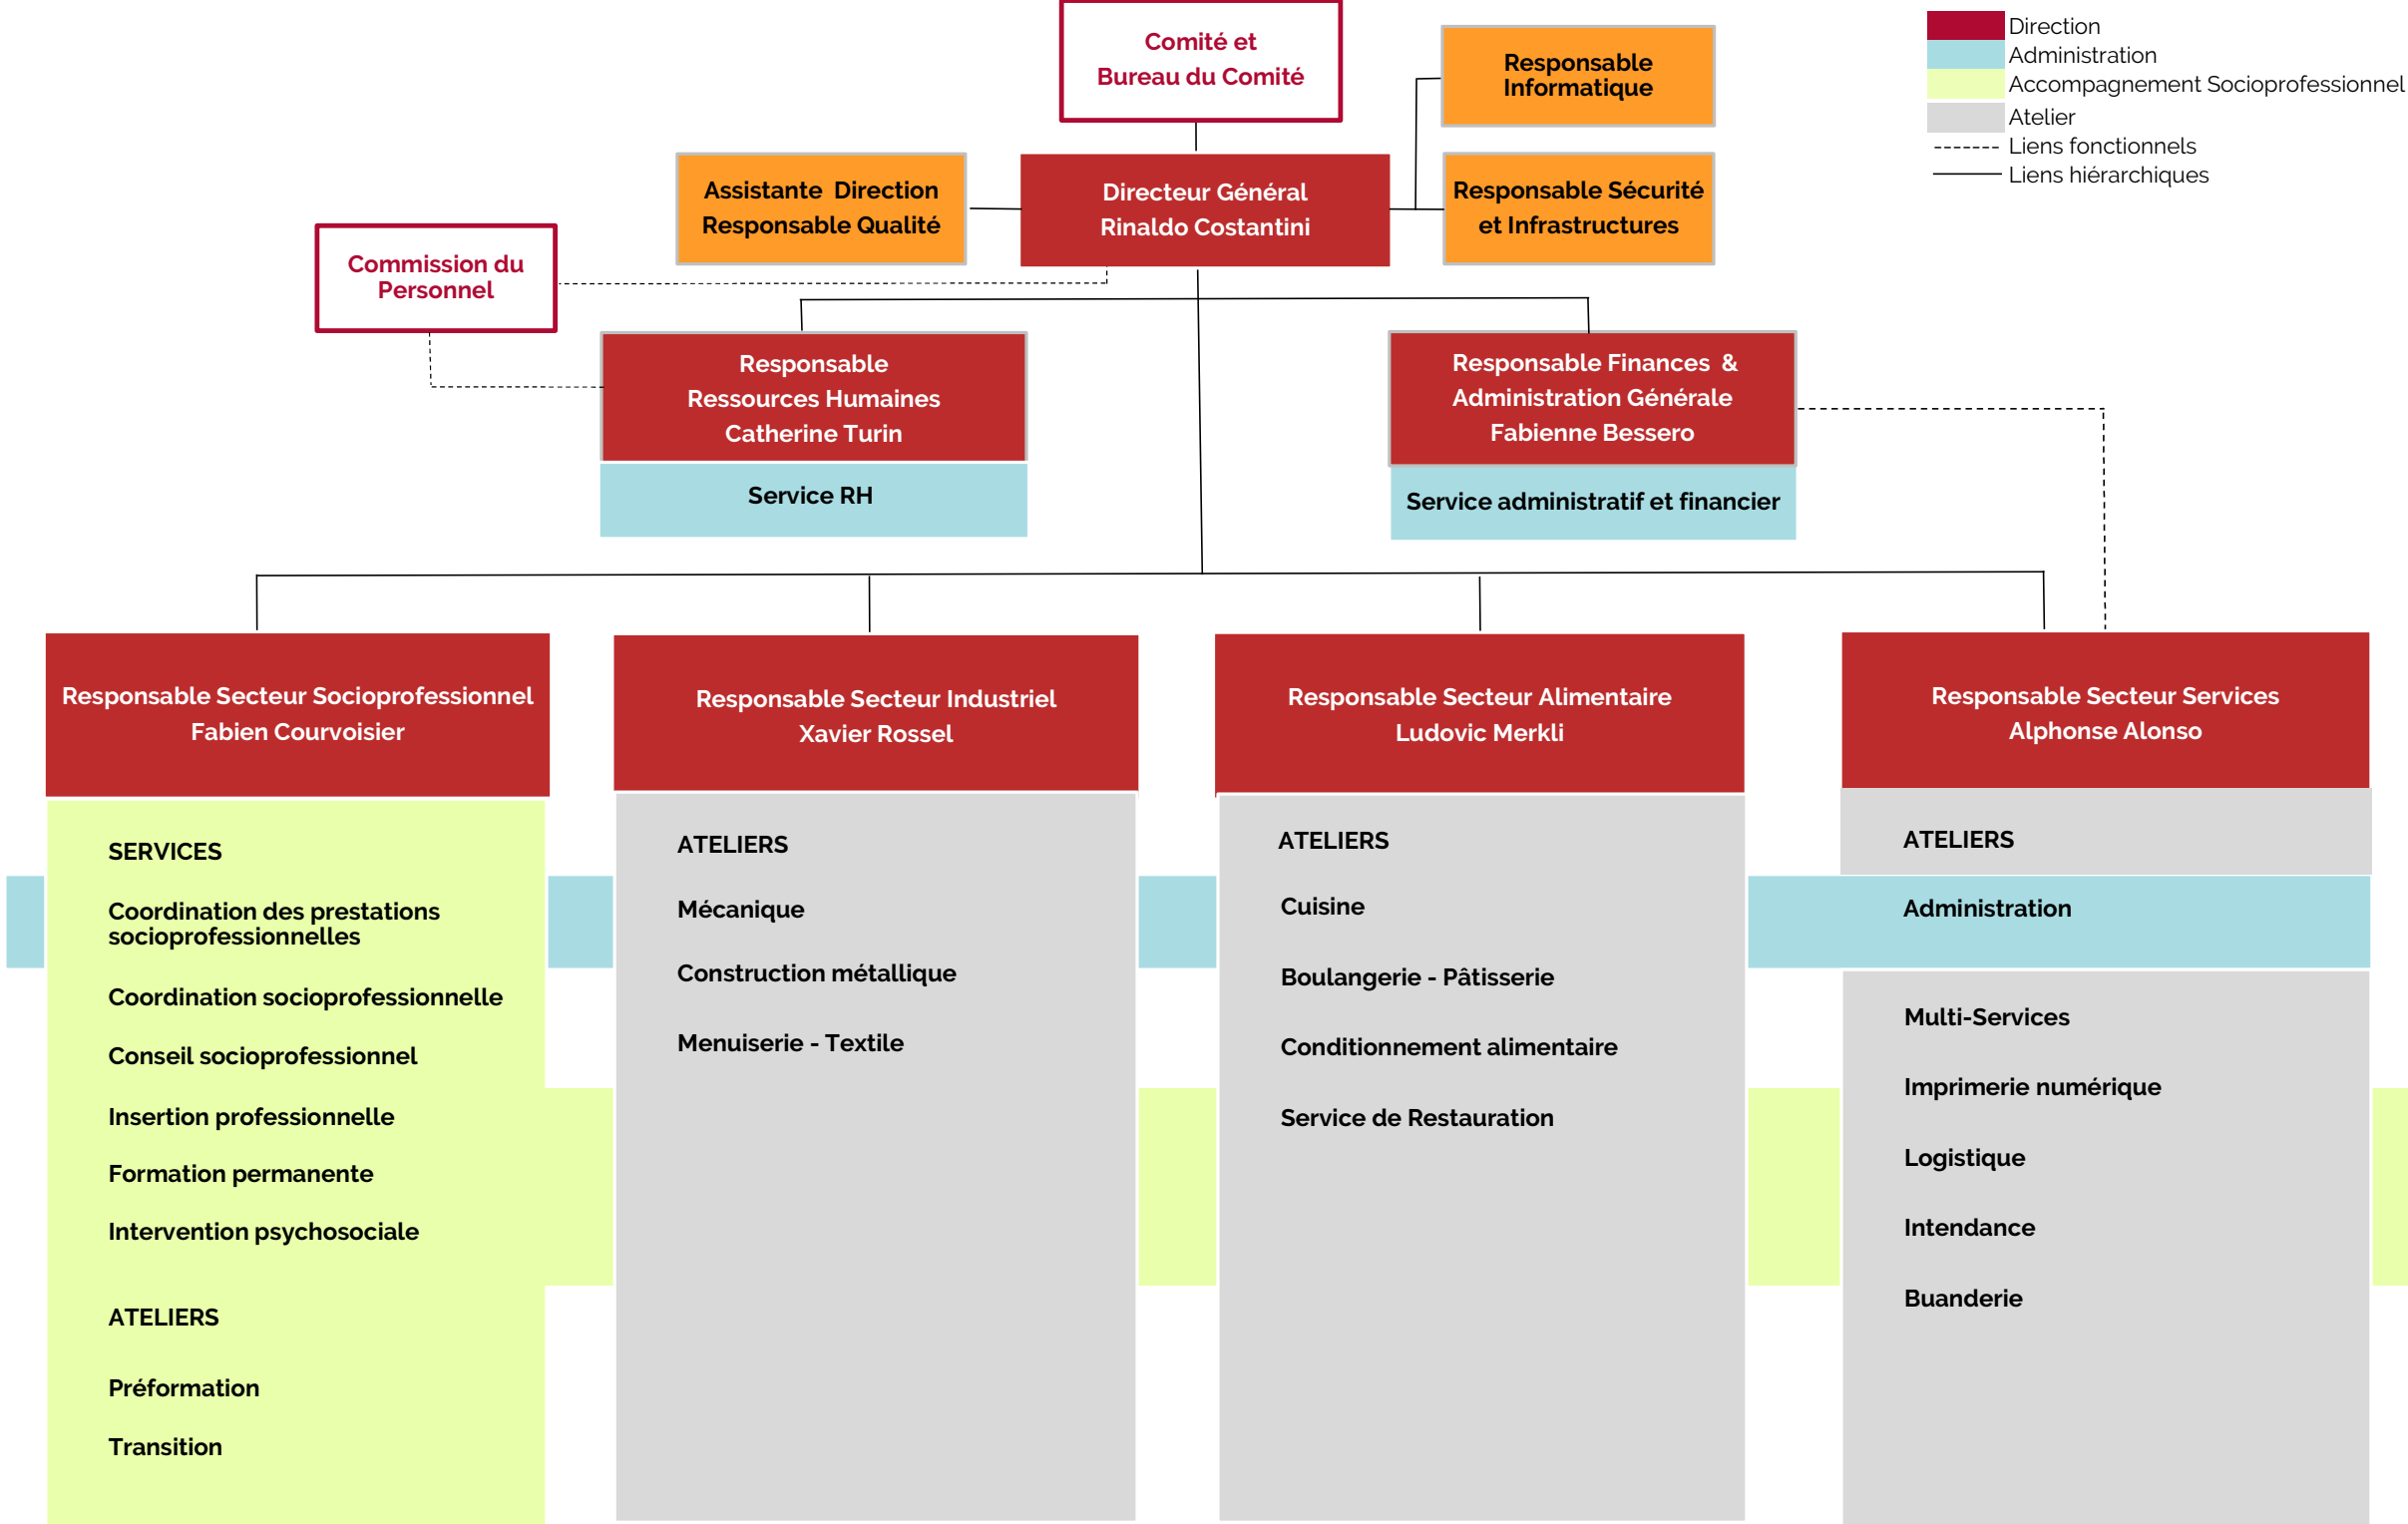 Comité et
Bureau du Comité
Responsable
Informatique
Direction
Administration
Accompagnement Socioprofessionnel
Atelier
Liens fonctionnels
Liens hiérarchiques
Assistante Direction
Responsable Qualité
Directeur Général
Rinaldo Costantini
Responsable Sécurité
et Infrastructures
Commission du
Personnel
Responsable
Ressources Humaines
Catherine Turin
Service RH
Responsable Finances &
Administration Générale
Fabienne Bessero
Service administratif et financier
Responsable Secteur Socioprofessionnel
Fabien Courvoisier
SERVICES
Coordination des prestations
socioprofessionnelles
Coordination socioprofessionnelle
Conseil socioprofessionnel
Insertion professionnelle
Formation permanente
Intervention psychosociale
ATELIERS
Préformation
Transition
Responsable Secteur Industriel
Xavier Rossel
ATELIERS
Mécanique
Construction métallique
Menuiserie - Textile
Responsable Secteur Alimentaire
Ludovic Merkli
ATELIERS
Cuisine
Boulangerie - Pâtisserie
Conditionnement alimentaire
Service de Restauration
Responsable Secteur Services
Alphonse Alonso
ATELIERS
Administration
Multi-Services
Imprimerie numérique
Logistique
Intendance
Buanderie